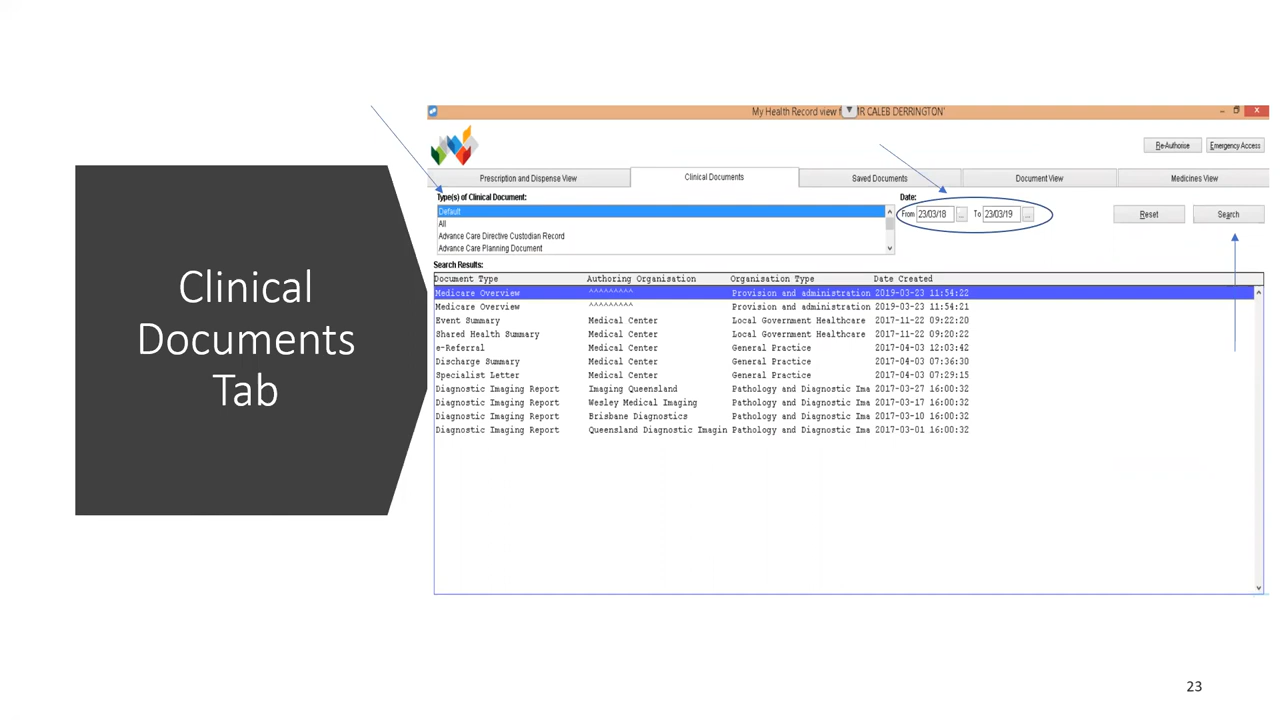 Clinical
Documents
Tab
My Health Record view f MR CALEB DERRINGTON'
Re-Authorise Emergency Access
Prescription and Dispense View Clinical Documents Saved Documents Document View Medicines View
Type(s) of Clinical Document: Date:
Default
All
Advance Care Directive Custodian Record
Advance Care Planning Document
From 23/03/18 ... To 23/03/19 ... Reset Search
Search Results:
Document Type Authoring Organisation Organisation Type Date Created
Medicare Overview ^^^^^^^^^ Provision and administration 2019-03-23 11:54:22
Medicare Overview ^^^^^^^^^ Provision and administration 2019-03-23 11:54:21
Event Summary Medical Center Local Government Healthcare 2017-11-22 09:22:20
Shared Health Summary Medical Center Local Government Healthcare 2017-11-22 09:20:22
e-Referral Medical Center General Practice 2017-04-03 12:03:42
Discharge Summary Medical Center General Practice 2017-04-03 07:36:30
Specialist Letter Medical Center General Practice 2017-04-03 07:29:15
Diagnostic Imaging Report Imaging Queensland Pathology and Diagnostic Ima 2017-03-27 16:00:32
Diagnostic Imaging Report Wesley Medical Imaging Pathology and Diagnostic Ima 2017-03-17 16:00:32
Diagnostic Imaging Report Brisbane Diagnostics Pathology and Diagnostic Ima 2017-03-10 16:00:32
Diagnostic Imaging Report Queensland Diagnostic Imagin Pathology and Diagnostic Ima 2017-03-01 16:00:32
23